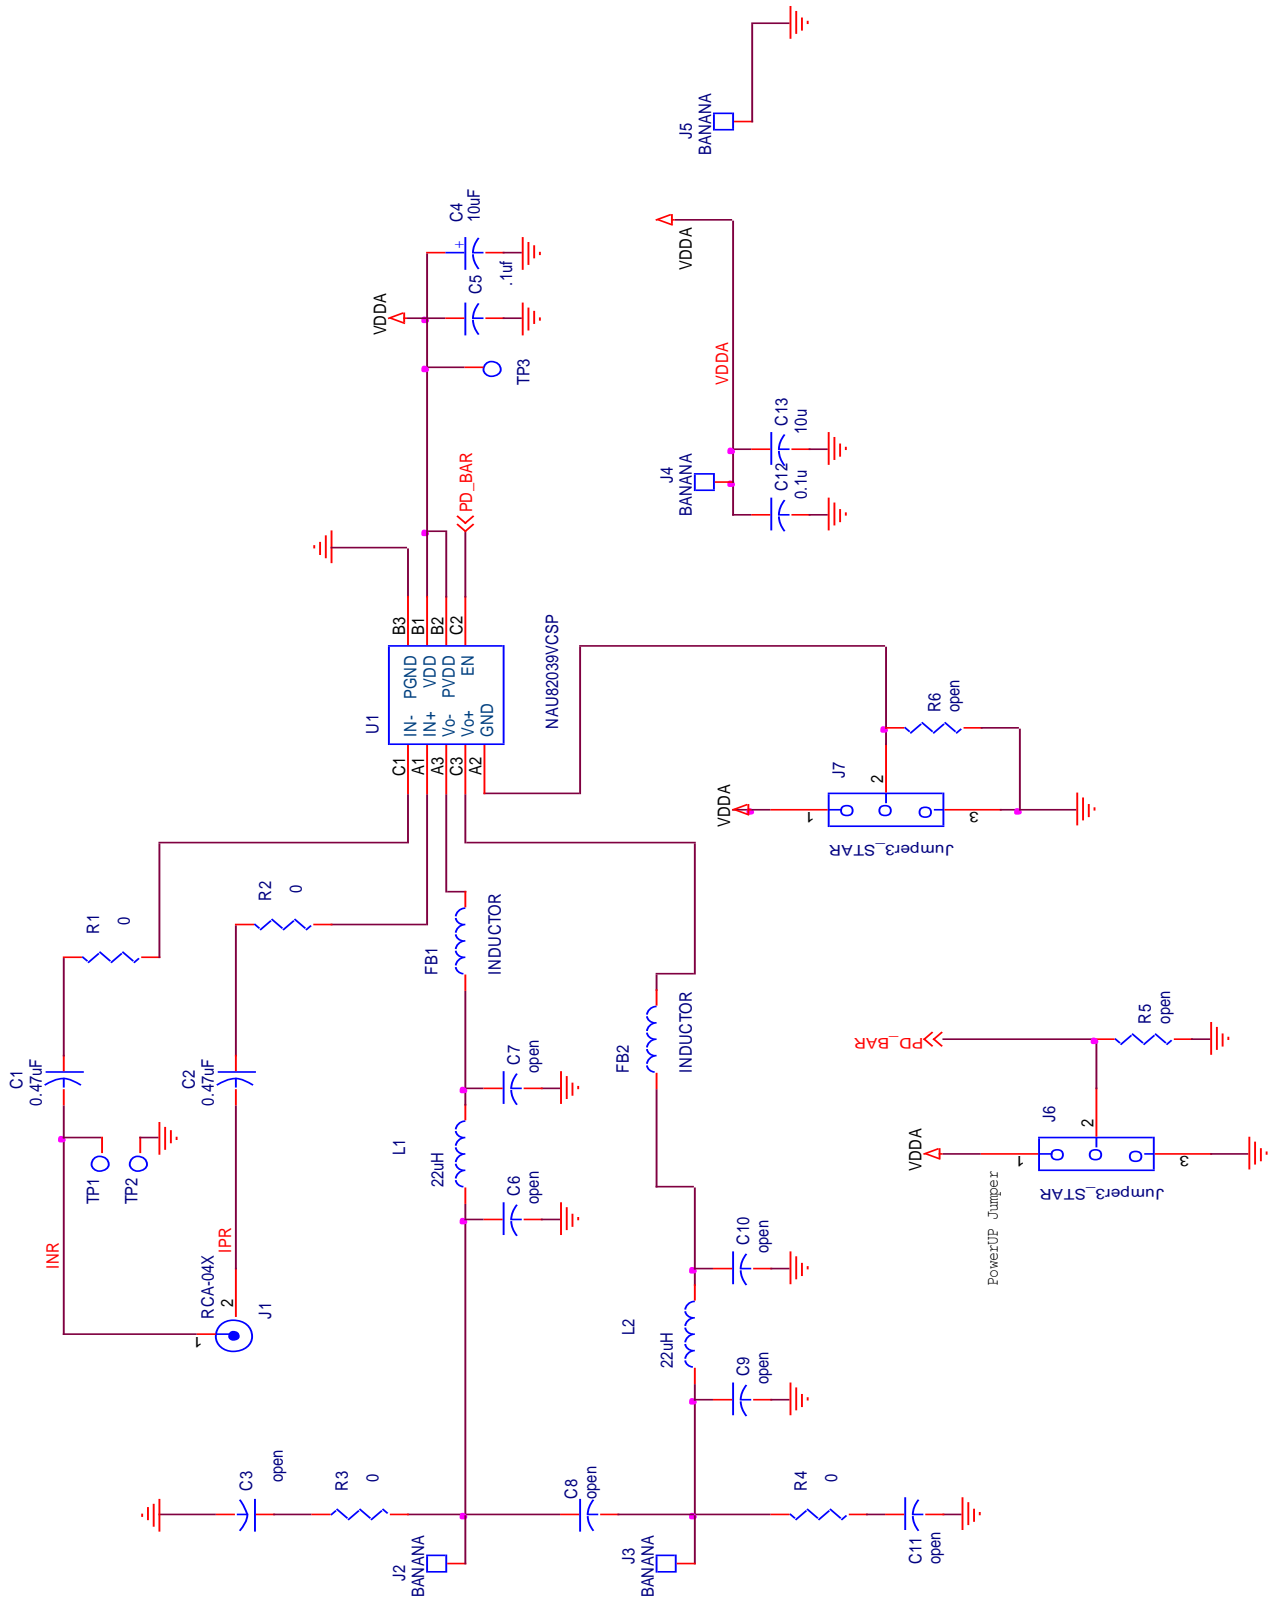 J5
BANANA
C4
10uF
+
C5
.1uf
VDDA
TP3
VDDA
VDDA
PD_BAR
J4
BANANA
C13
10u
C12
0.1u
B3
B1
B2
C2
U1
IN-
IN+
Vo-
Vo+
GND
PGND
VDD
PVDD
EN
NAU82039VCSP
C1
A1
A3
C3
A2
R6
open
J7
VDDA
1
2
3
Jumper3_STAR
R1
0
R2
0
FB1
INDUCTOR
FB2
INDUCTOR
C1
0.47uF
C2
0.47uF
C7
open
L1
22uH
C6
open
TP1
TP2
INR
IPR
RCA-04X
1
2
J1
R5
open
PD_BAR
J6
VDDA
1
2
3
Jumper3_STAR
PowerUP Jumper
C10
open
L2
22uH
C9
open
C3
open
R3
0
C8
open
R4
0
C11
open
J2
BANANA
J3
BANANA